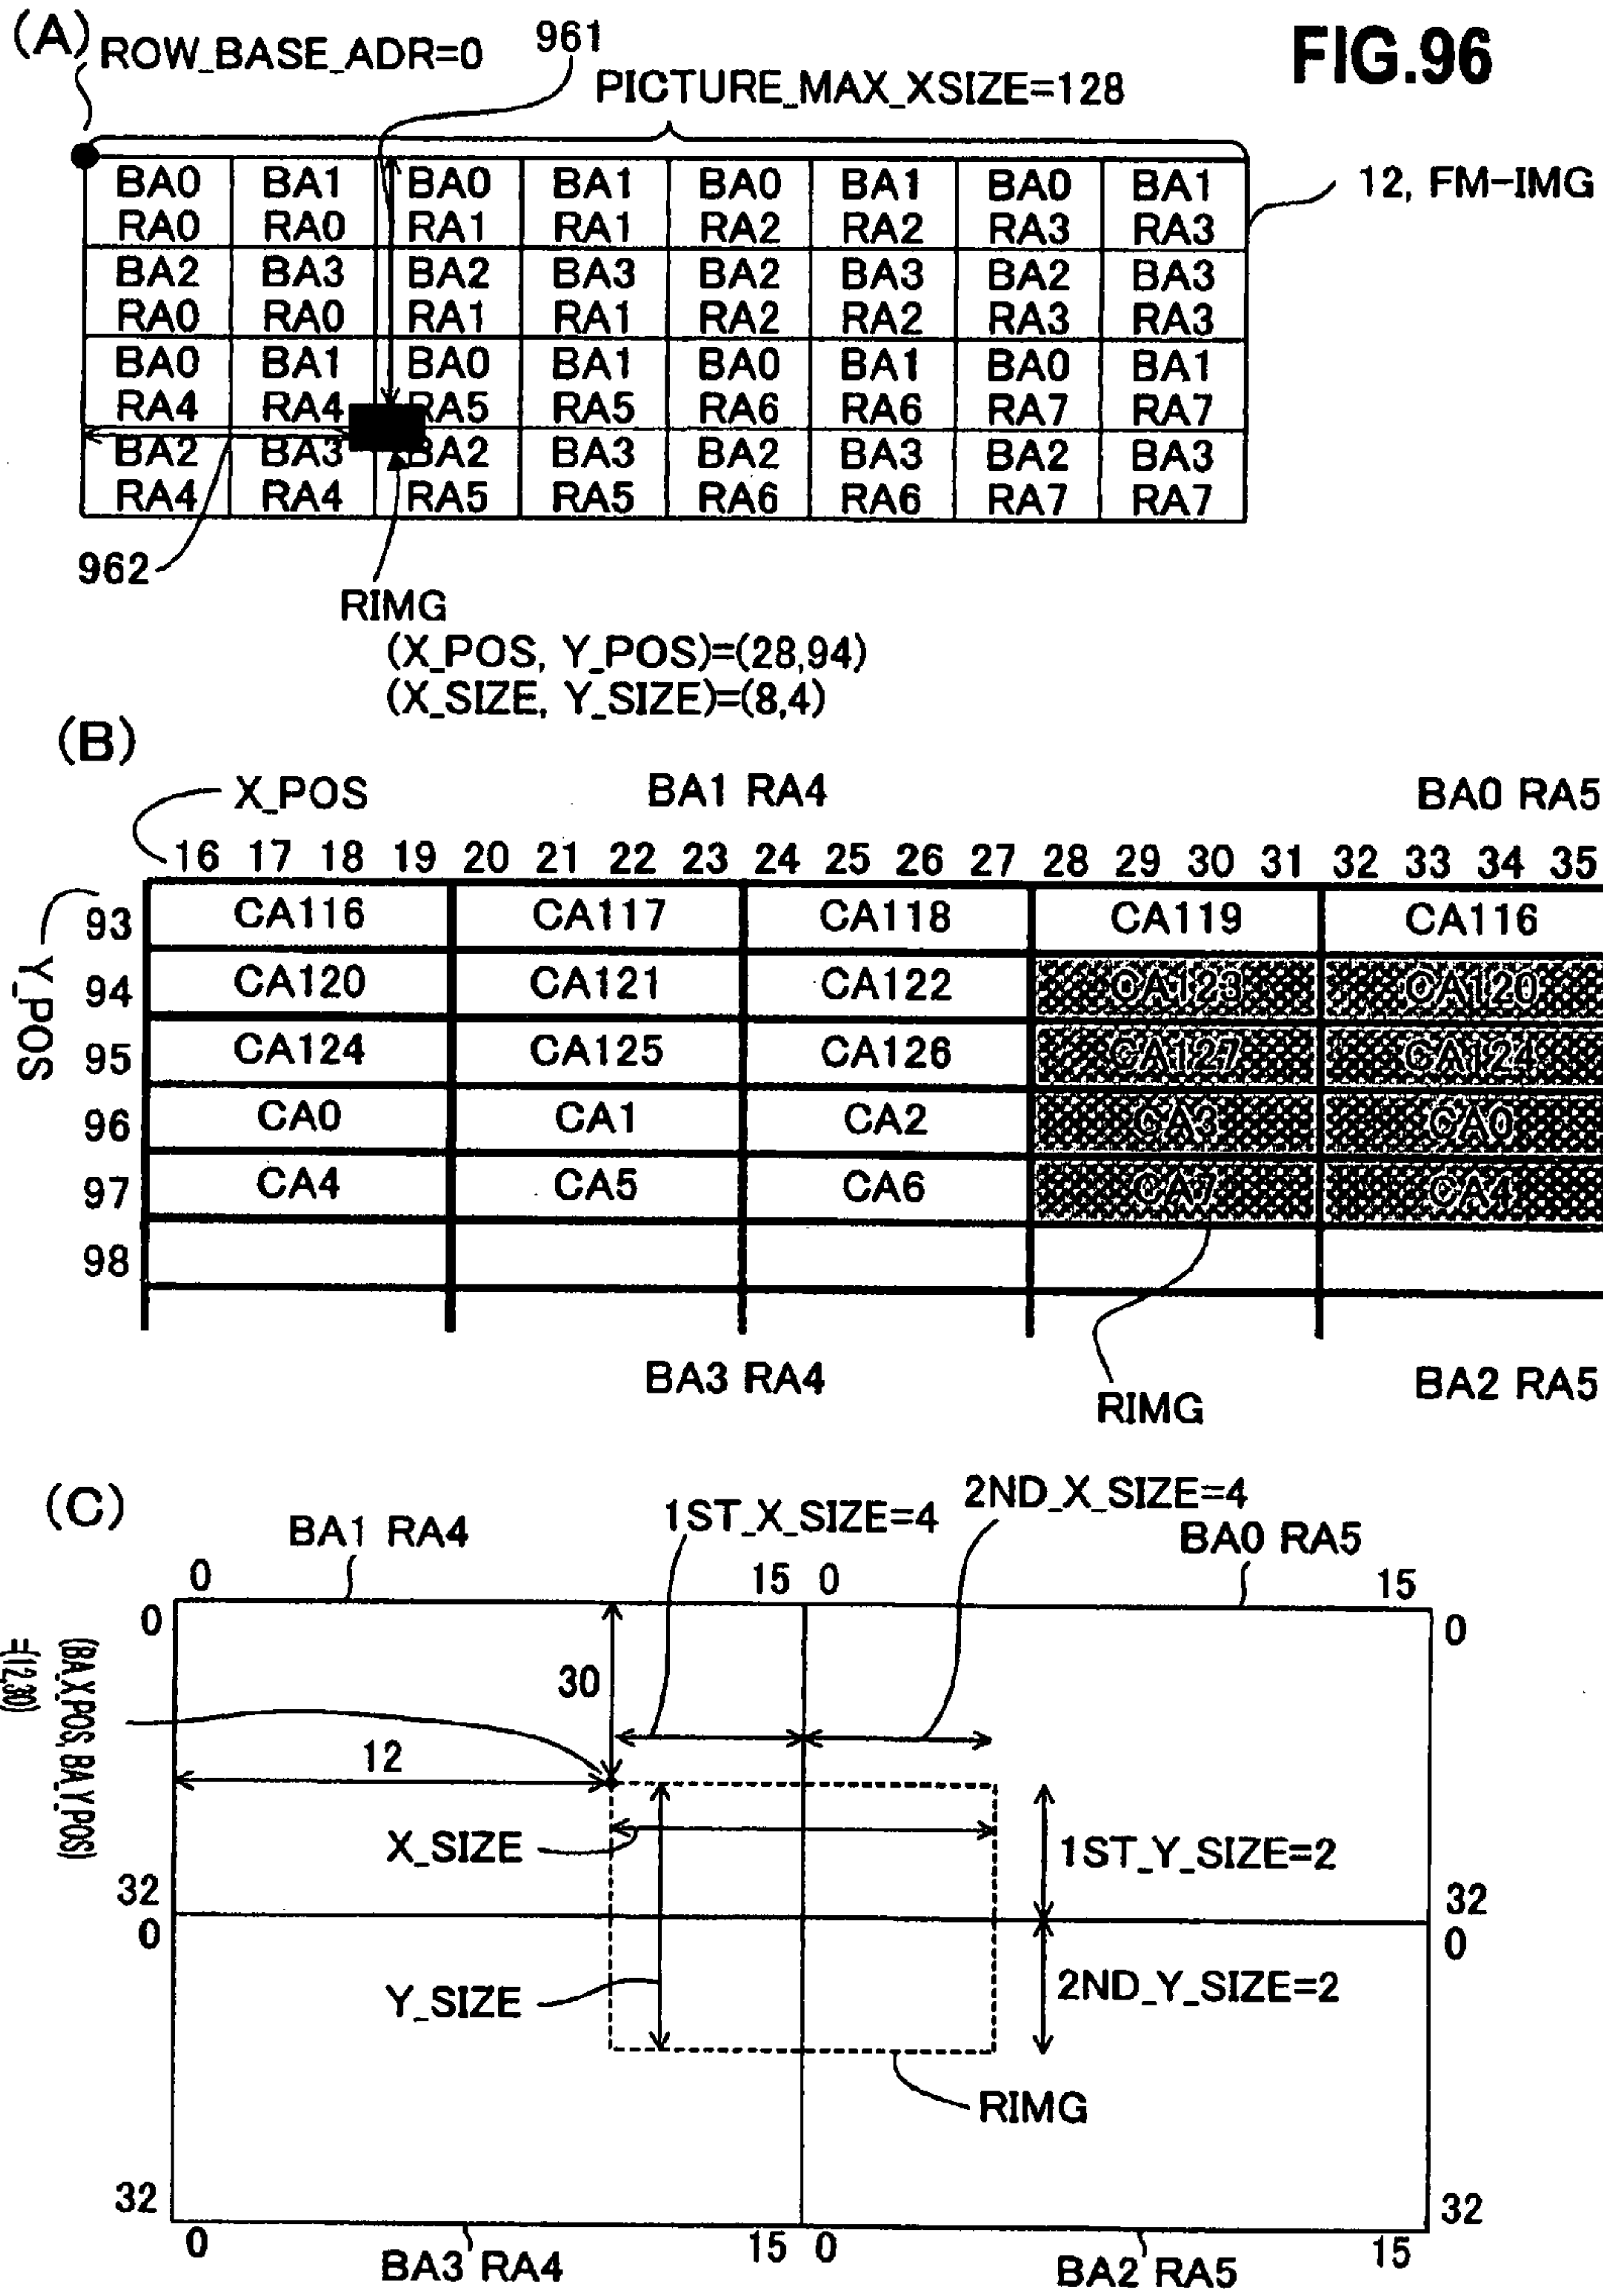 FIG.96
(A)
ROW_BASE_ADR=0
961
PICTURE_MAX_XSIZE=128
12, FM-IMG
BA0 BA1 BA0 BA1 BA0 BA1 BA0 BA1
RA0 RA0 RA1 RA1 RA2 RA2 RA3 RA3
BA2 BA3 BA2 BA3 BA2 BA3 BA2 BA3
RA0 RA0 RA1 RA1 RA2 RA2 RA3 RA3
BA0 BA1 BA0 BA1 BA0 BA1 BA0 BA1
RA4 RA4 RA5 RA5 RA6 RA6 RA7 RA7
BA2 BA3 BA2 BA3 BA2 BA3 BA2 BA3
RA4 RA4 RA5 RA5 RA6 RA6 RA7 RA7
962
RIMG
(X_POS, Y_POS)=(28,94)
(X_SIZE, Y_SIZE)=(8,4)
(B)
X_POS
BA1 RA4
BA0 RA5
16 17 18 19 20 21 22 23 24 25 26 27 28 29 30 31 32 33 34 35
Y_POS
93 CA116 CA117 CA118 CA119 CA116
94 CA120 CA121 CA122 CA123 CA120
95 CA124 CA125 CA126 CA127 CA124
96 CA0 CA1 CA2 CA3 CA0
97 CA4 CA5 CA6 CA7 CA4
98
BA3 RA4
BA2 RA5
RIMG
(C)
1ST_X_SIZE=4
2ND_X_SIZE=4
BA1 RA4
BA0 RA5
0 15 0 15
0 0
(BA_X_POS, BA_Y_POS)
=(12,30)
30
12
X_SIZE
1ST_Y_SIZE=2
32 32
0 0
Y_SIZE
2ND_Y_SIZE=2
RIMG
32 32
0 15 0 15
BA3 RA4
BA2 RA5